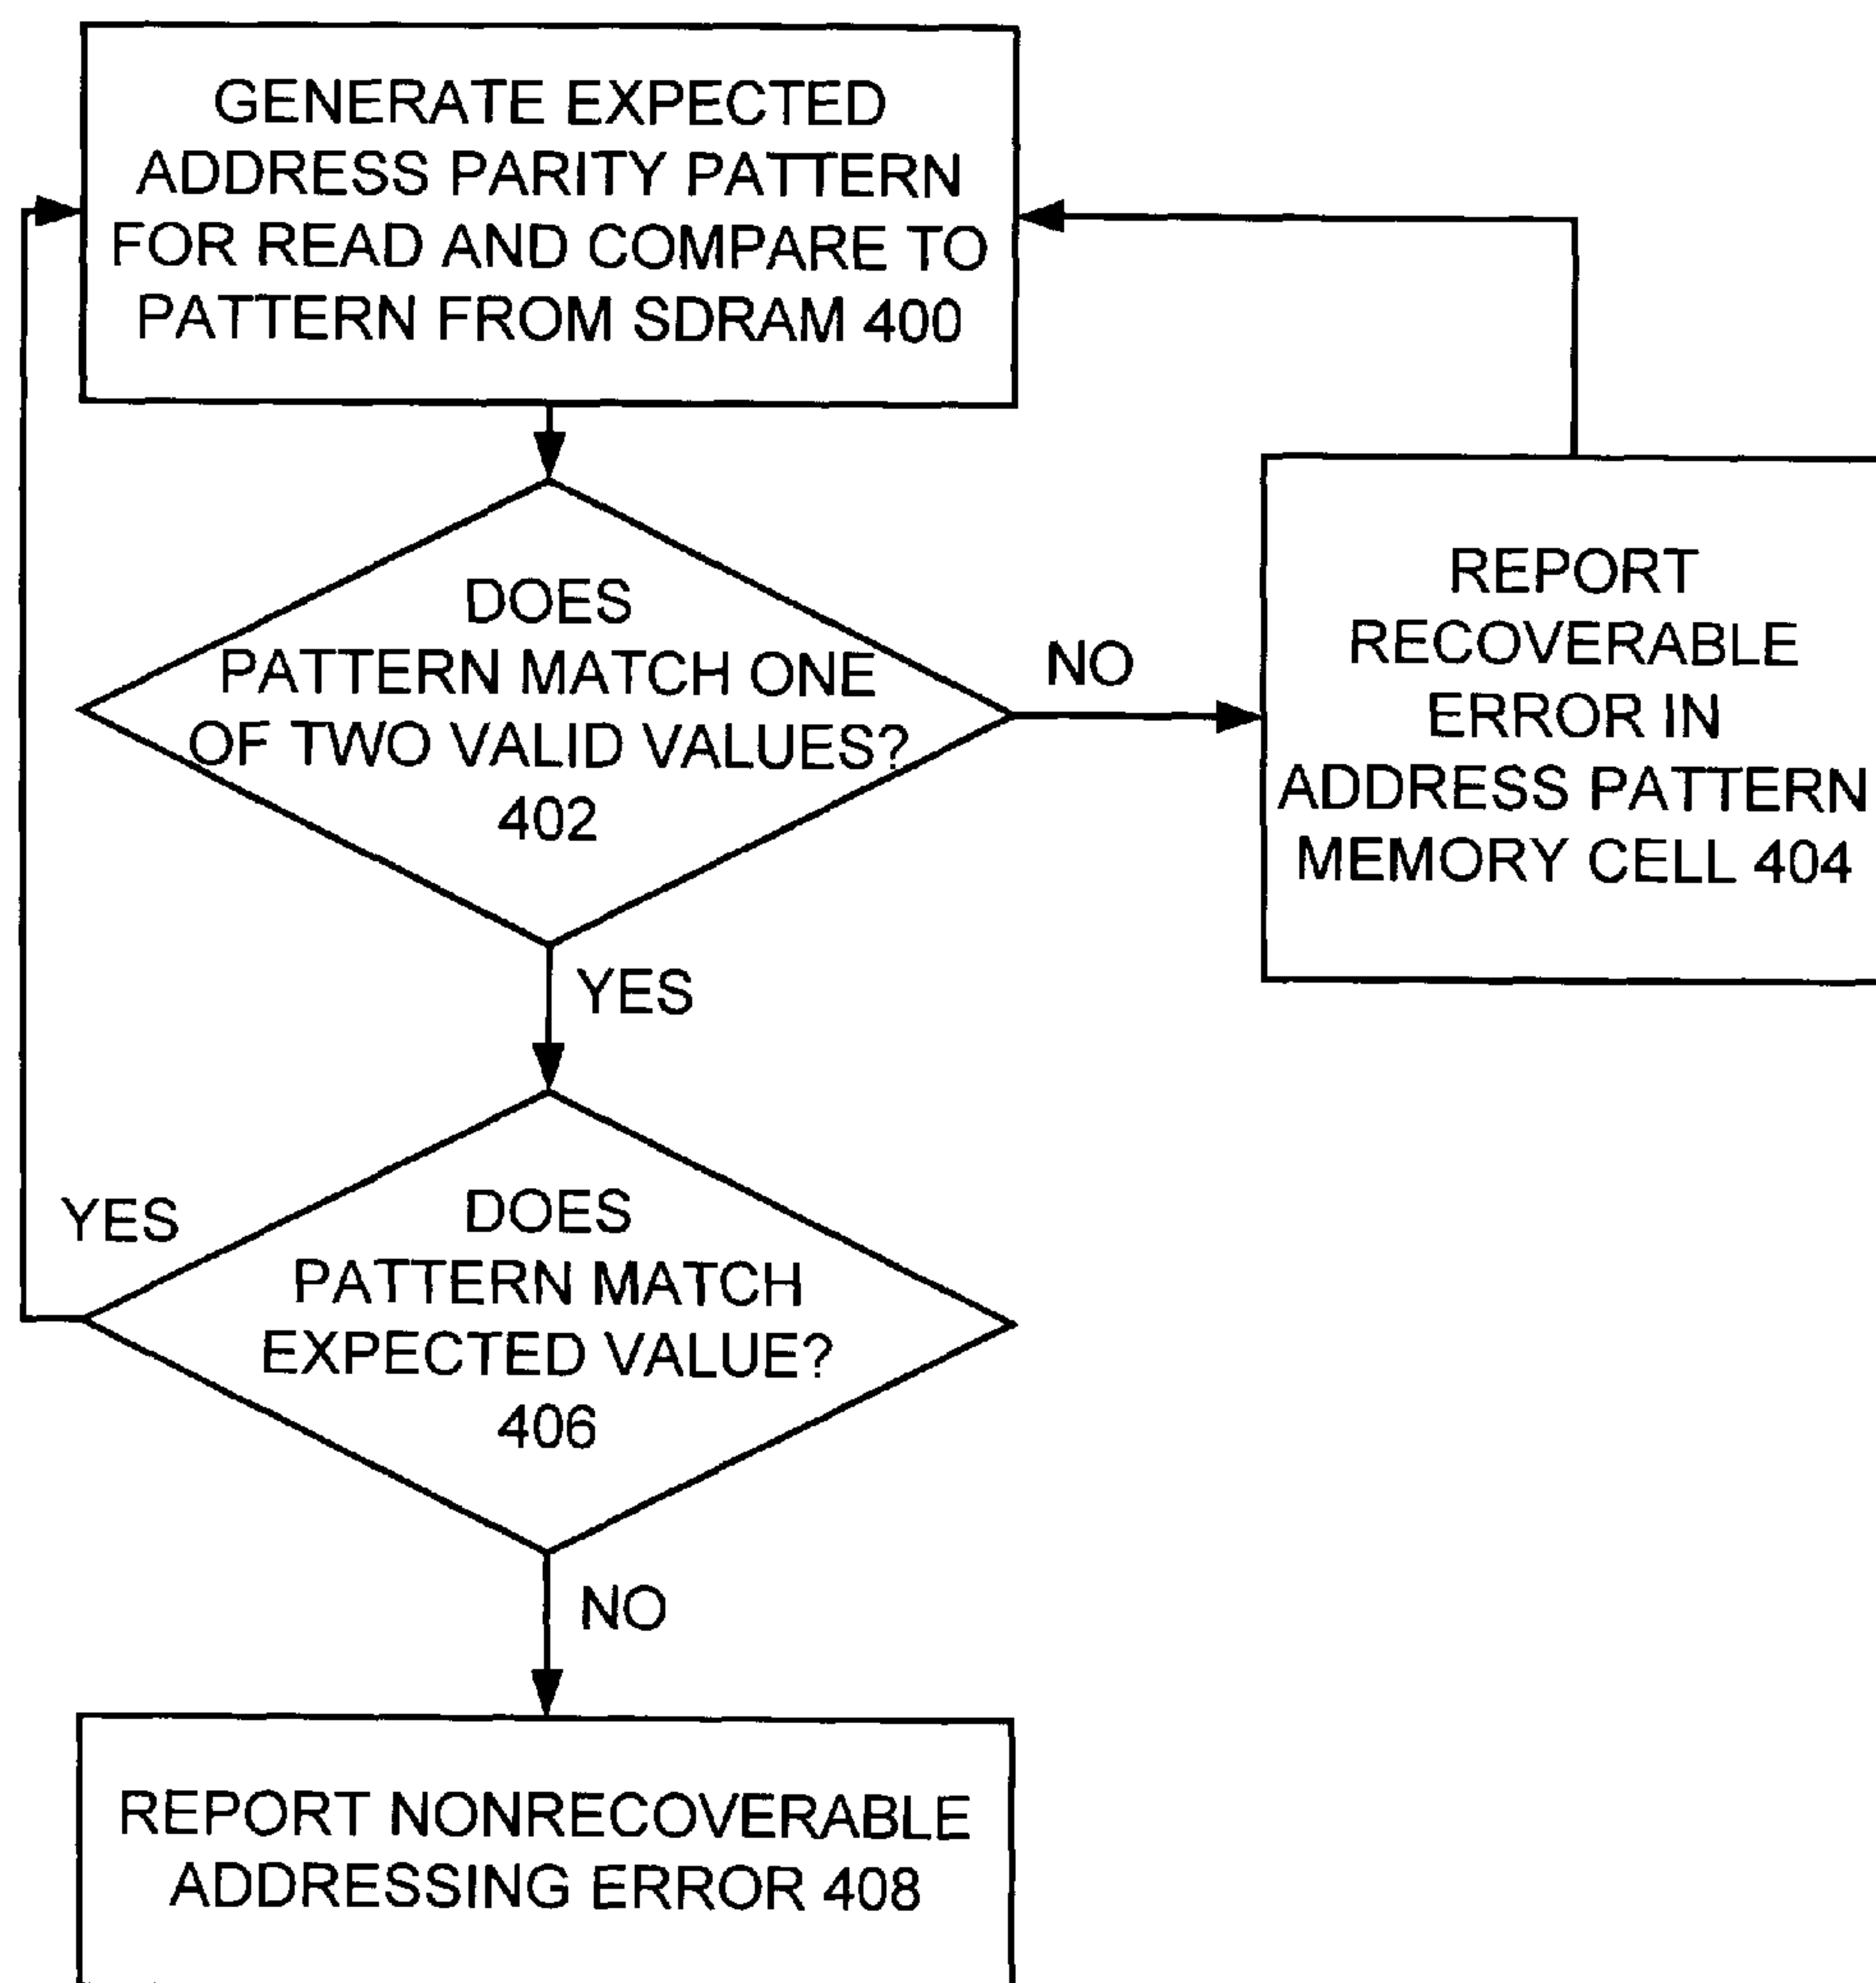 GENERATE EXPECTED
ADDRESS PARITY PATTERN
FOR READ AND COMPARE TO
PATTERN FROM SDRAM 400
DOES
PATTERN MATCH ONE
OF TWO VALID VALUES?
402
NO
REPORT
RECOVERABLE
ERROR IN
ADDRESS PATTERN
MEMORY CELL 404
YES
DOES
PATTERN MATCH
EXPECTED VALUE?
406
YES
NO
REPORT NONRECOVERABLE
ADDRESSING ERROR 408